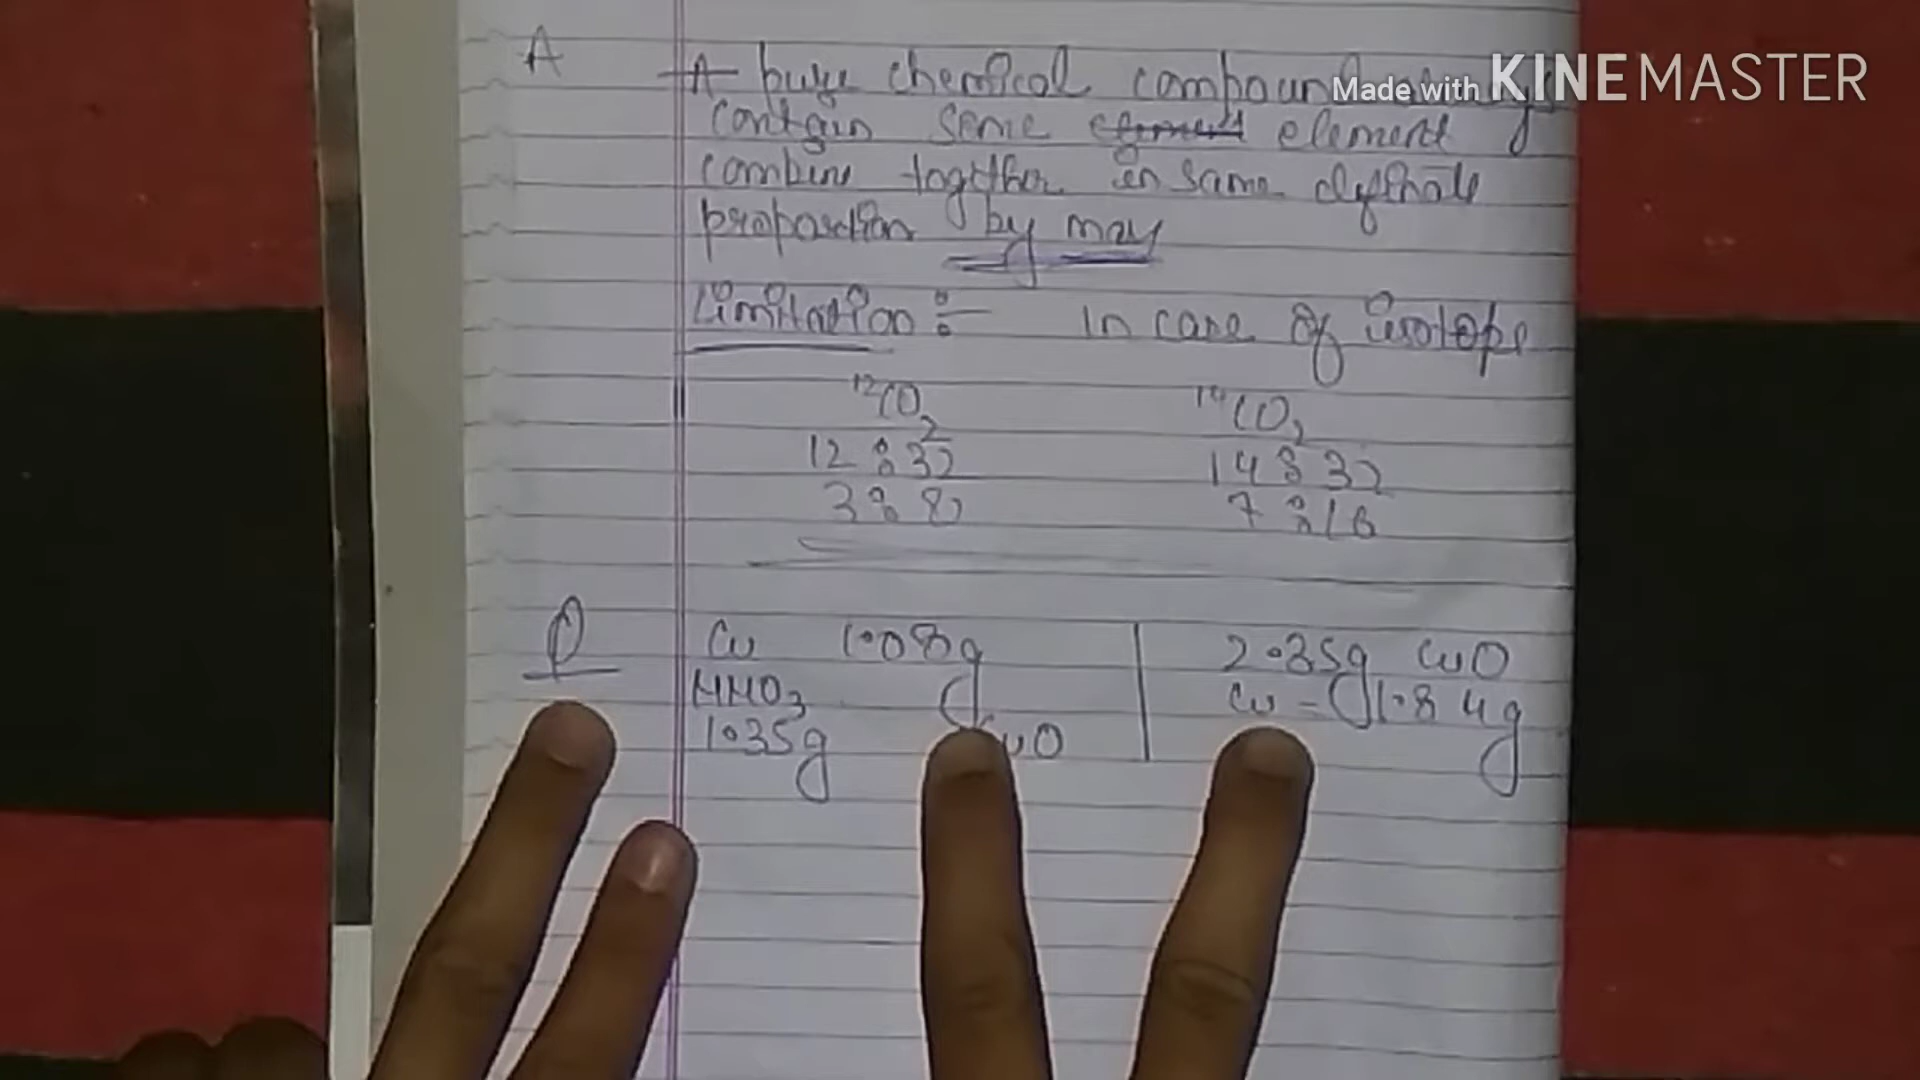 A A pure chemical compound
Made with KINEMASTER
contain same element element
combine together in same definate
proportion by mass
Limitation :- In case of isotope
12CO2 14CO2
12 : 32 14 : 32
3 : 8 7 : 16
Q Cu 1.08g 2.35g CuO
HNO3 Cu - 1.84g
1.35g CuO